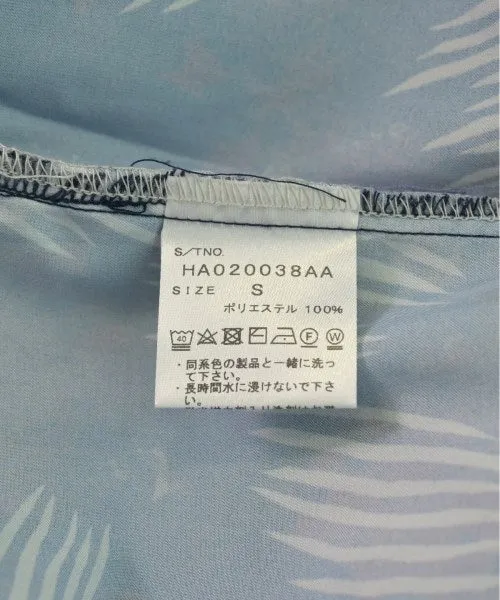 S/TNO.
HA020038AA
SIZE S
ポリエステル 100%
40 F W
・同系色の製品と一緒に洗っ
て下さい。
・長時間水に浸けないで下さ
い。